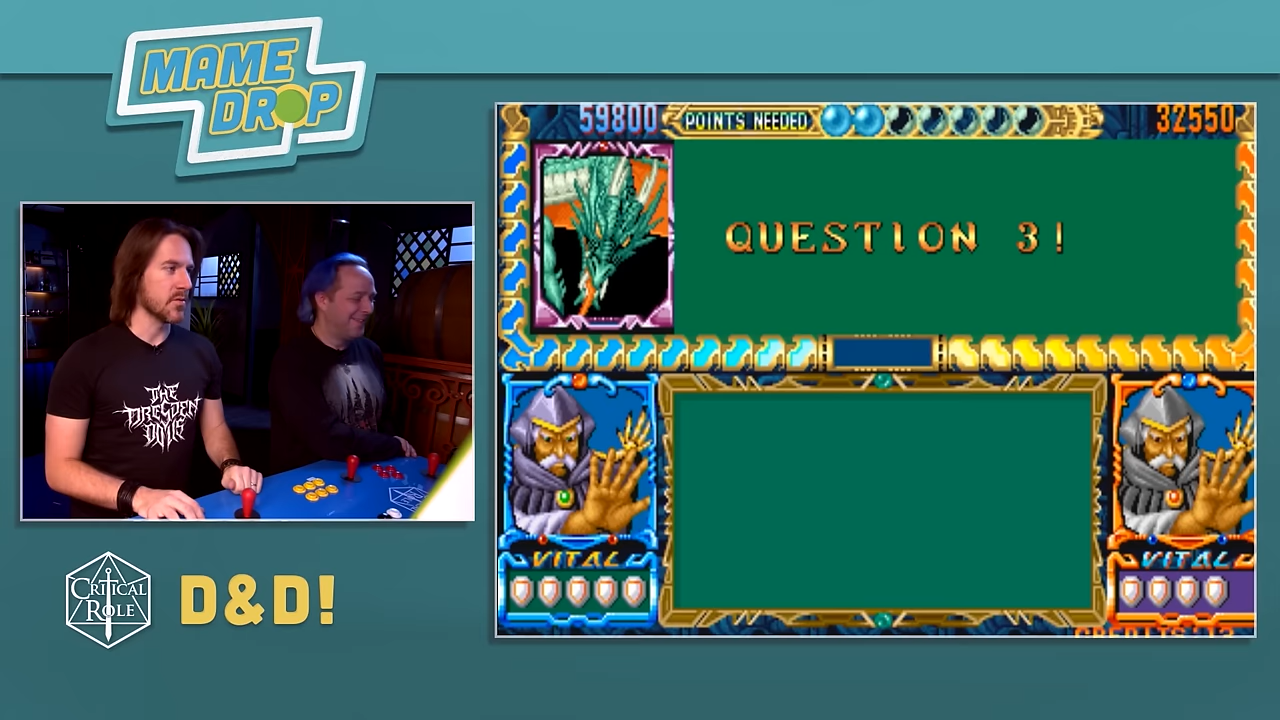 MAME
DROP
59800
POINTS NEEDED
32550
QUESTION 3!
THE
DRESDEN
DOLLS
VITAL
VITAL
CRITICAL
ROLE
D&D!